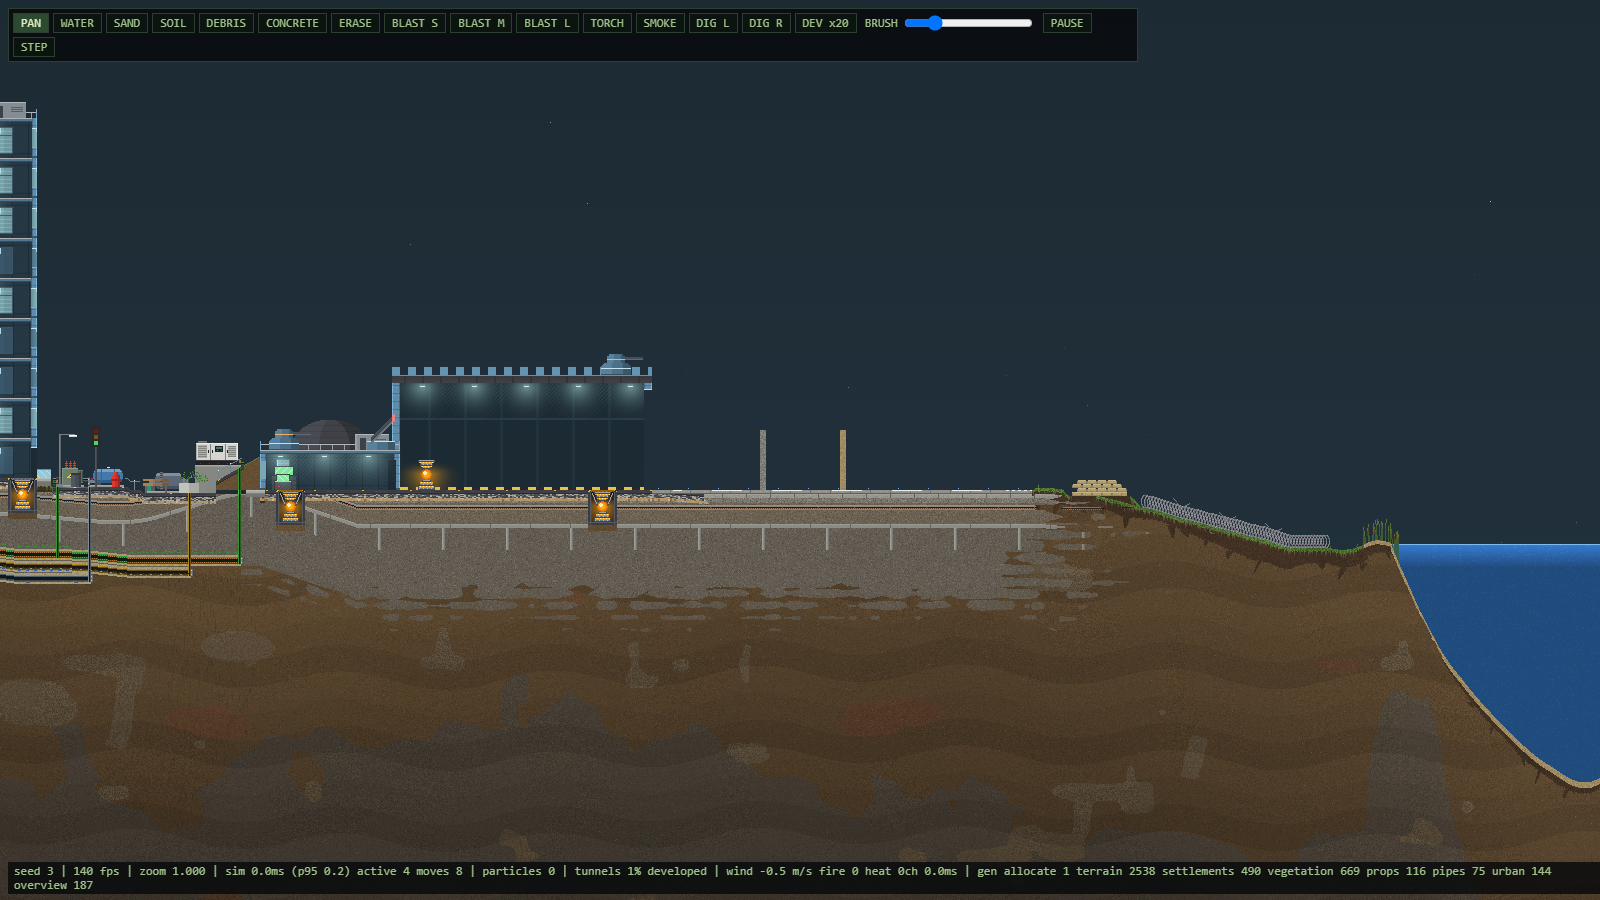 PAN WATER SAND SOIL DEBRIS CONCRETE ERASE BLAST S BLAST M BLAST L TORCH SMOKE DIG L DIG R DEV x20 BRUSH PAUSE
STEP
seed 3 | 140 fps | zoom 1.000 | sim 0.0ms (p95 0.2) active 4 moves 8 | particles 0 | tunnels 1% developed | wind -0.5 m/s fire 0 heat 0ch 0.0ms | gen allocate 1 terrain 2538 settlements 490 vegetation 669 props 116 pipes 75 urban 144
overview 187